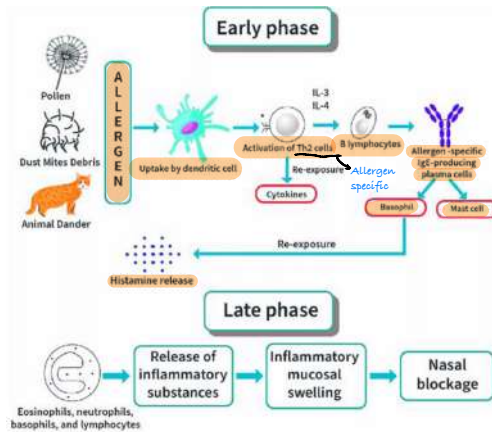 Early phase
Pollen
Dust Mites Debris
Animal Dander
ALLERGEN
Uptake by dendritic cell
Activation of Th2 cells
IL-3
IL-4
B lymphocytes
Allergen -specific
IgE-producing
plasma cells
Re-exposure
Allergen
specific
Cytokines
Basophil
Mast cell
Re-exposure
Histamine release
Late phase
Eosinophils, neutrophils,
basophils, and lymphocytes
Release of
inflammatory
substances
Inflammatory
mucosal
swelling
Nasal
blockage